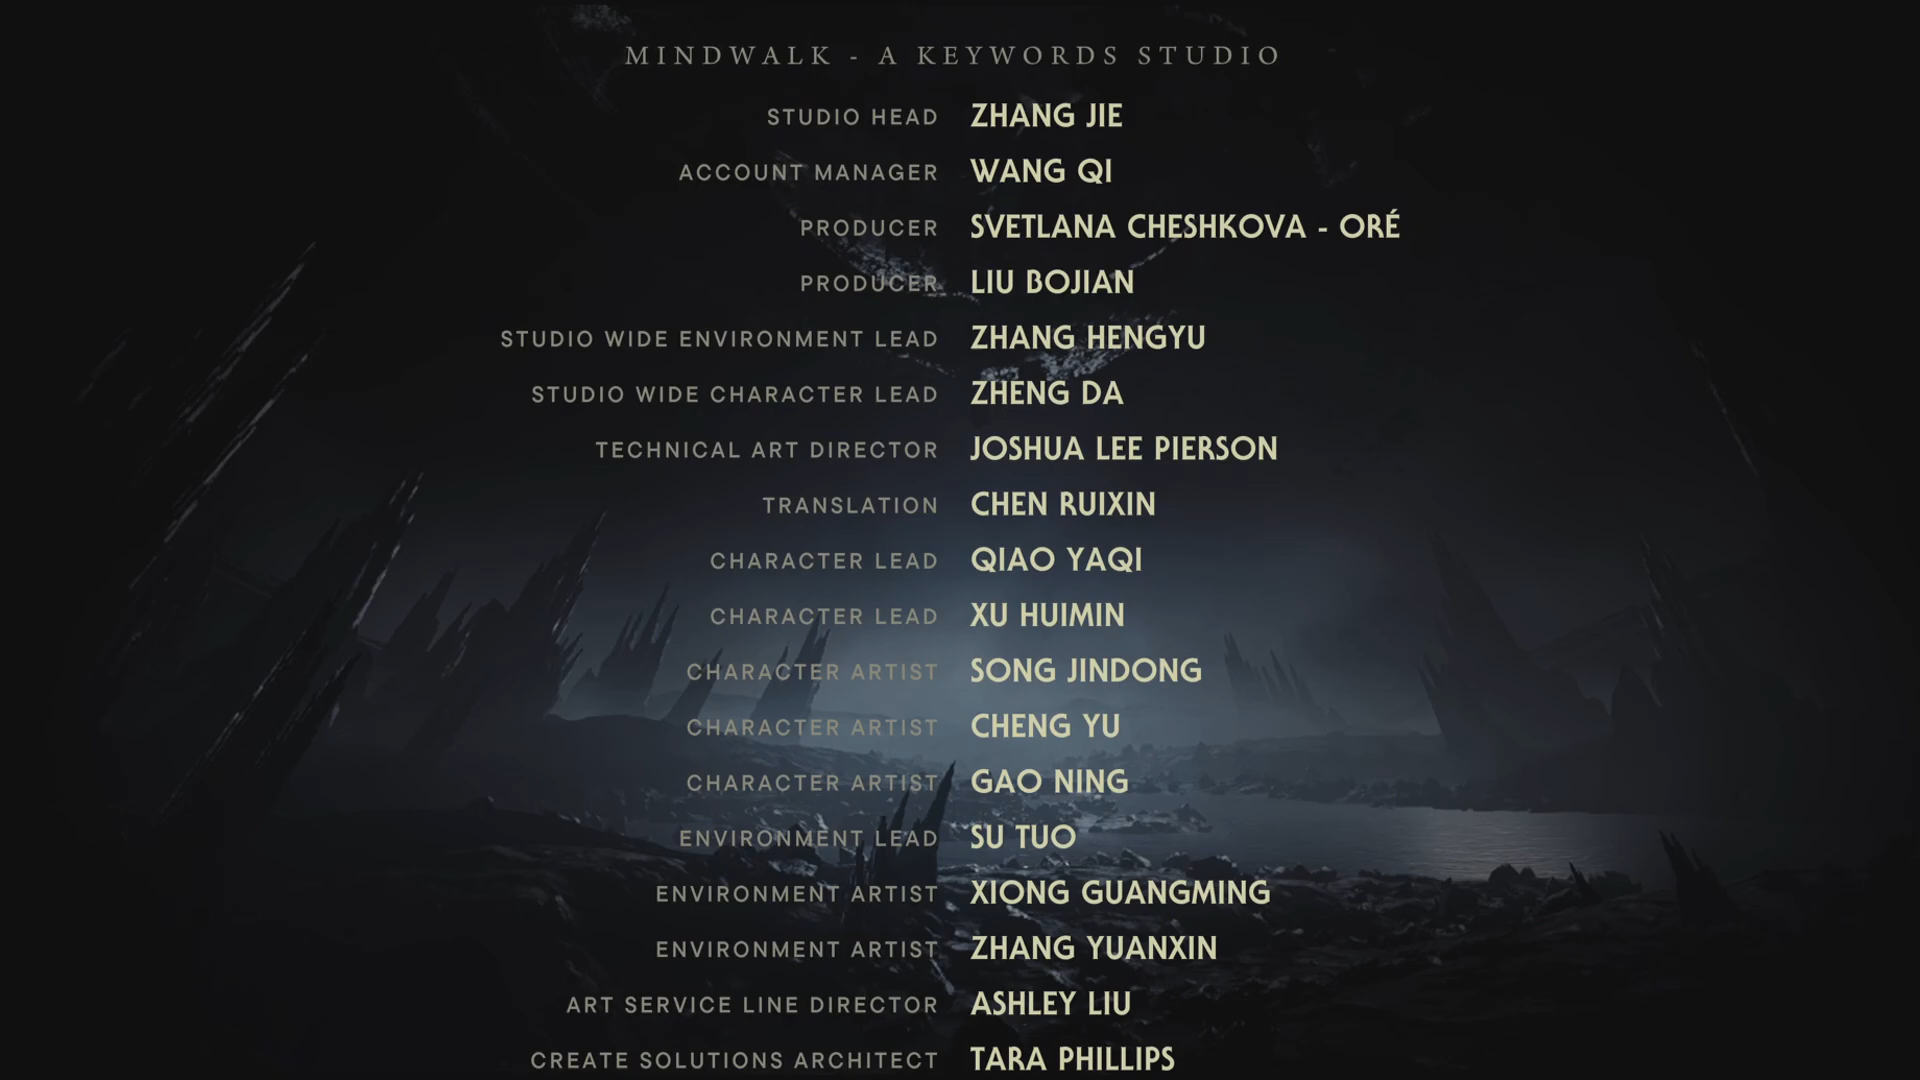 MINDWALK - A KEYWORDS STUDIO
STUDIO HEAD ZHANG JIE
ACCOUNT MANAGER WANG QI
PRODUCER SVETLANA CHESHKOVA - ORÉ
PRODUCER LIU BOJIAN
STUDIO WIDE ENVIRONMENT LEAD ZHANG HENGYU
STUDIO WIDE CHARACTER LEAD ZHENG DA
TECHNICAL ART DIRECTOR JOSHUA LEE PIERSON
TRANSLATION CHEN RUIXIN
CHARACTER LEAD QIAO YAQI
CHARACTER LEAD XU HUIMIN
CHARACTER ARTIST SONG JINDONG
CHARACTER ARTIST CHENG YU
CHARACTER ARTIST GAO NING
ENVIRONMENT LEAD SU TUO
ENVIRONMENT ARTIST XIONG GUANGMING
ENVIRONMENT ARTIST ZHANG YUANXIN
ART SERVICE LINE DIRECTOR ASHLEY LIU
CREATE SOLUTIONS ARCHITECT TARA PHILLIPS